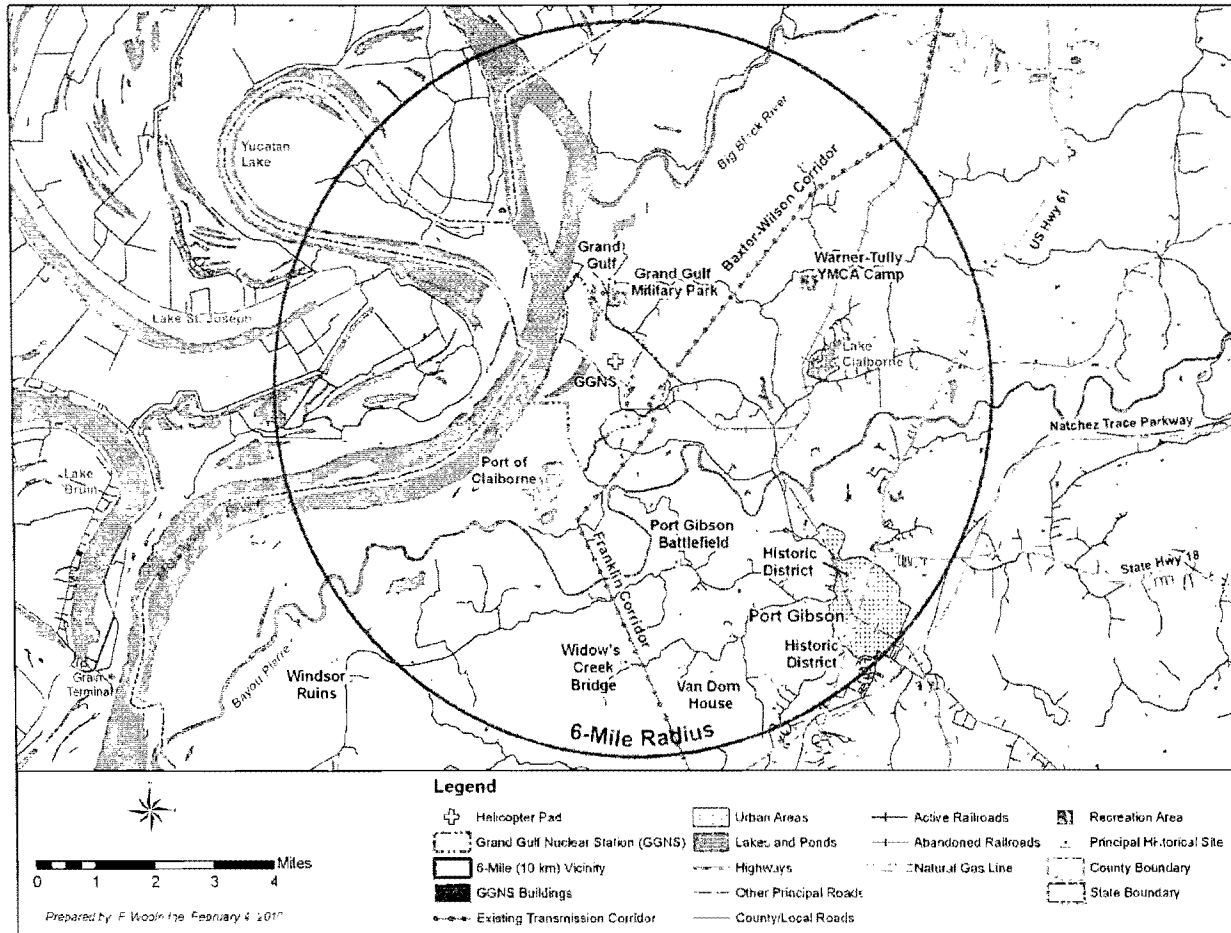 Yucatan
Lake
Big Black River
Baxter-Wilson Corridor
US Hwy 61
Grand
Gulf
Grand Gulf
Military Park
Warner-Tully
YMCA Camp
Lake St. Joseph
Lake
Claiborne
GGNS
Natchez Trace Parkway
Lake
Bruin
Port of
Claiborne
Port Gibson
Battlefield
Historic
District
State Hwy 18
Franklin Corridor
Port Gibson
Widow's
Creek
Bridge
Historic
District
Grain
Terminal
Bayou Pierre
Windsor
Ruins
Van Dorn
House
6-Mile Radius
Legend
Helicopter Pad
Grand Gulf Nuclear Station (GGNS)
6-Mile (10 km) Vicinity
GGNS Buildings
Existing Transmission Corridor
Urban Areas
Lakes and Ponds
Highways
Other Principal Roads
County/Local Roads
Active Railroads
Abandoned Railroads
Natural Gas Line
Recreation Area
Principal Historical Site
County Boundary
State Boundary
Miles
0 1 2 3 4
Prepared by: F February 4, 201